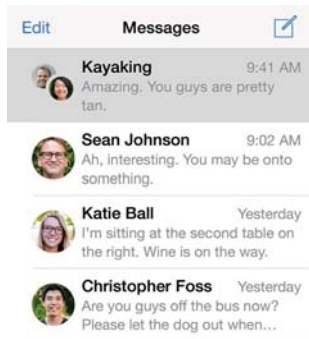 Edit Messages
Kayaking 9:41 AM
Amazing. You guys are pretty
tan.
Sean Johnson 9:02 AM
Ah, interesting. You may be onto
something.
Katie Ball Yesterday
I'm sitting at the second table on
the right. Wine is on the way.
Christopher Foss Yesterday
Are you guys off the bus now?
Please let the dog out when…